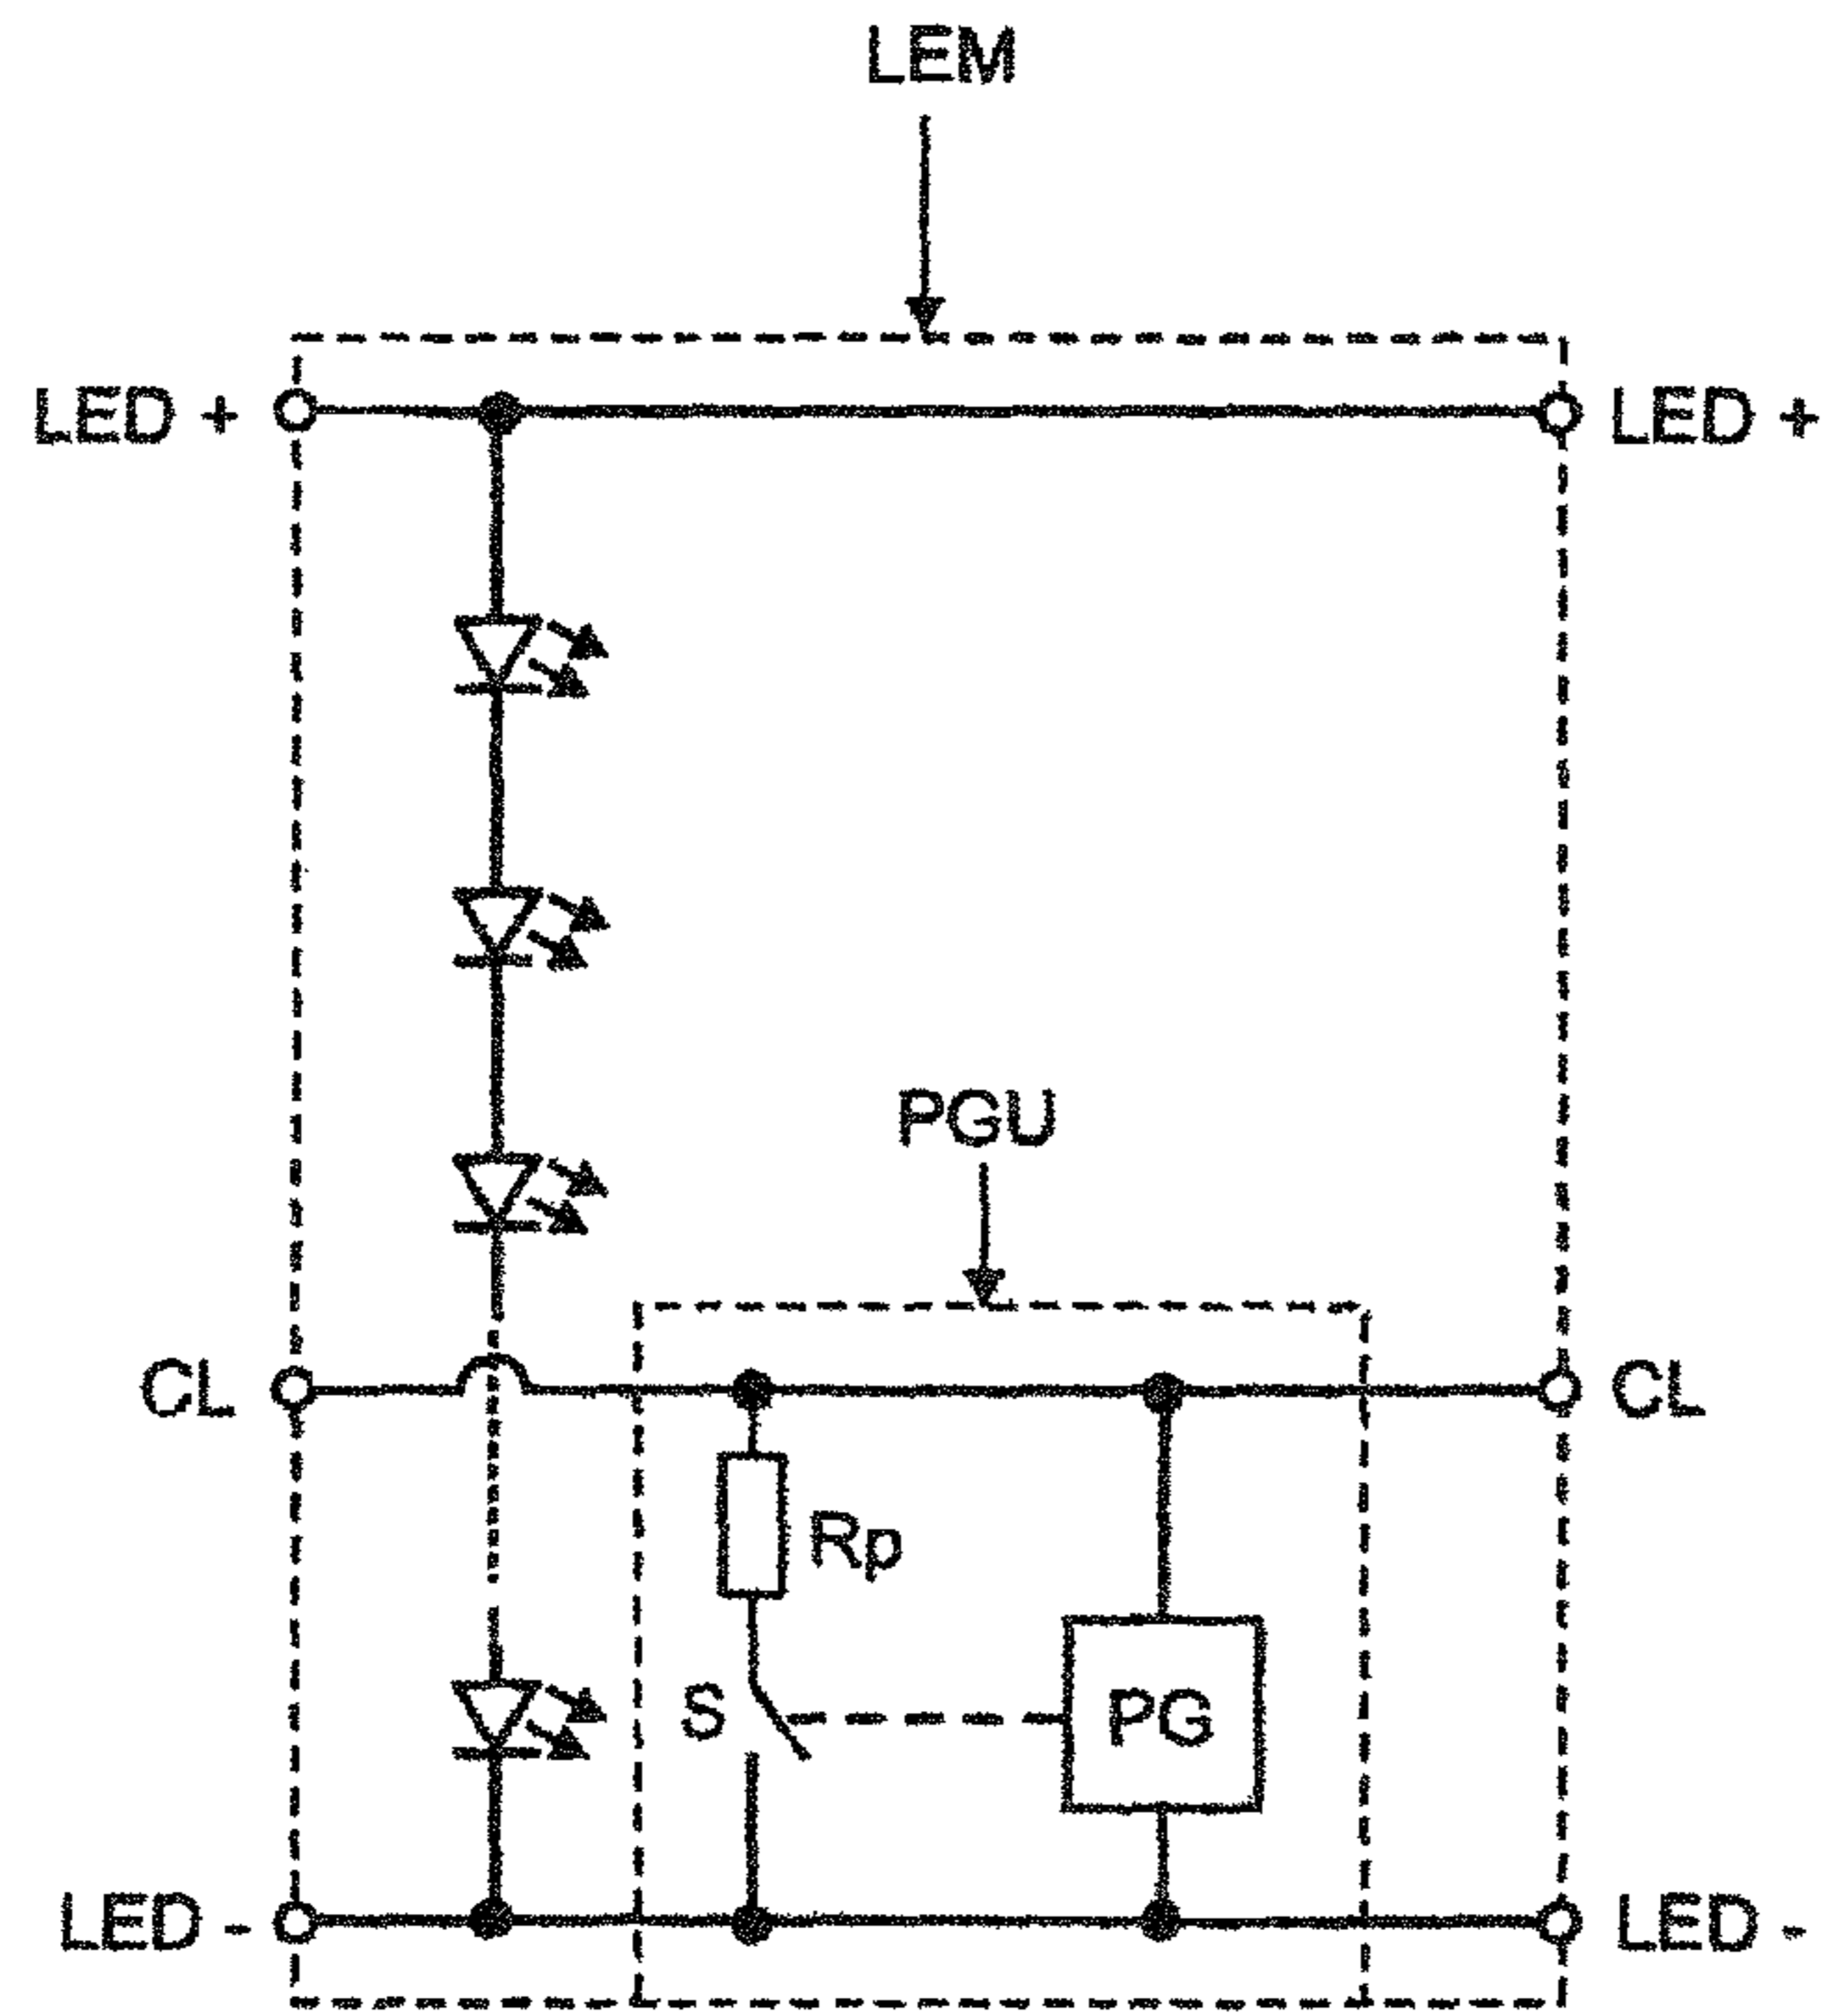 LEM
LED + LED +
PGU
CL CL
Rp
S PG
LED - LED -